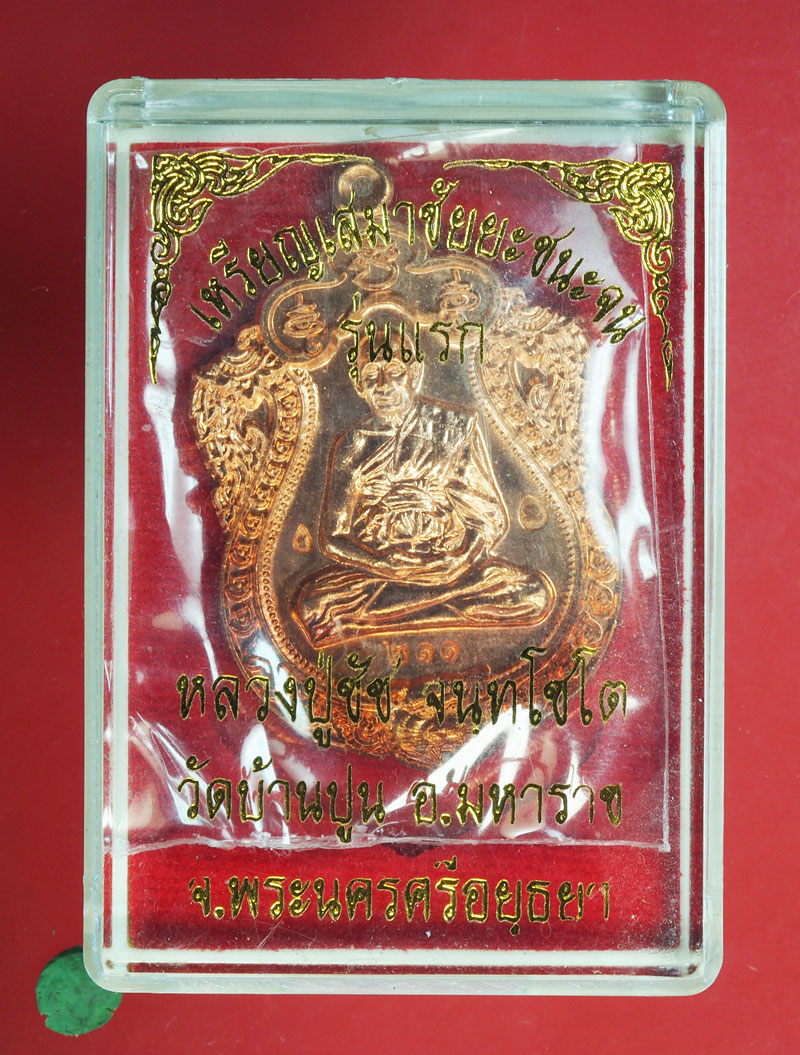 เหรียญเสมาชัยยะชนะจน
รุ่นแรก
หลวงปู่ชัช จนฺทโชโต
วัดบ้านปูน อ.มหาราช
จ.พระนครศรีอยุธยา